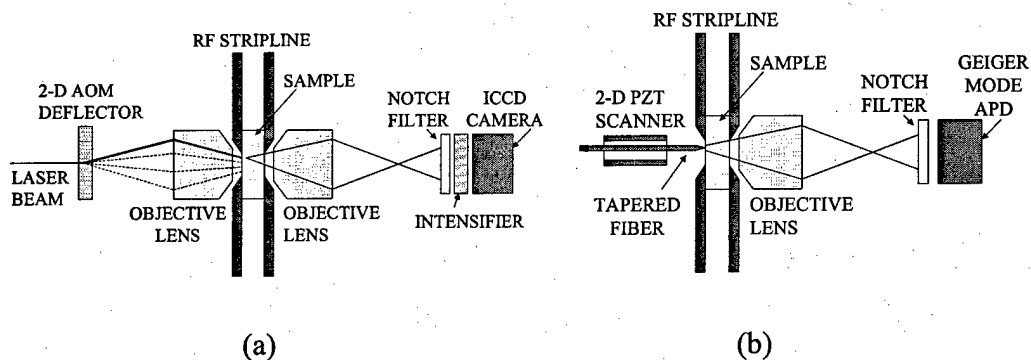 RF STRIPLINE
SAMPLE
2-D AOM
DEFLECTOR
NOTCH
FILTER
ICCD
CAMERA
LASER
BEAM
OBJECTIVE
LENS
OBJECTIVE
LENS
INTENSIFIER
(a)
RF STRIPLINE
SAMPLE
2-D PZT
SCANNER
NOTCH
FILTER
GEIGER
MODE
APD
TAPERED
FIBER
OBJECTIVE
LENS
(b)